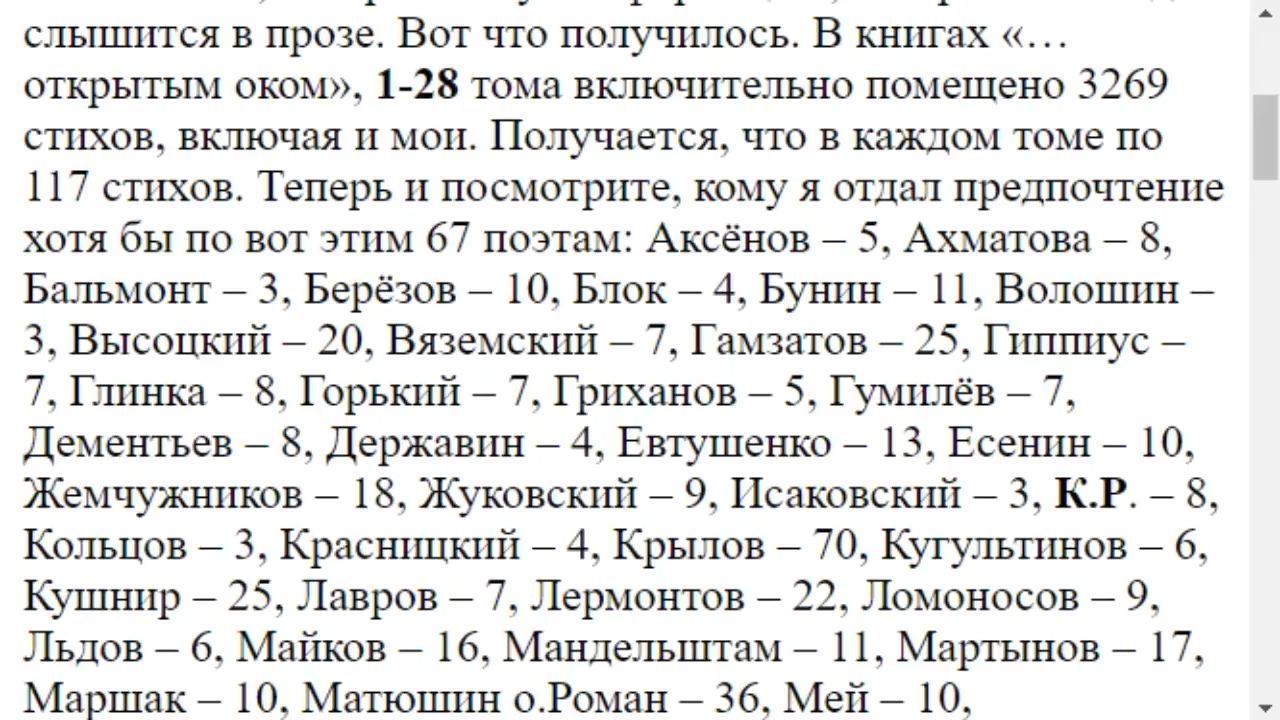 слышится в прозе. Вот что получилось. В книгах «…
открытым оком», 1-28 тома включительно помещено 3269
стихов, включая и мои. Получается, что в каждом томе по
117 стихов. Теперь и посмотрите, кому я отдал предпочтение
хотя бы по вот этим 67 поэтам: Аксёнов – 5, Ахматова – 8,
Бальмонт – 3, Берёзов – 10, Блок – 4, Бунин – 11, Волошин –
3, Высоцкий – 20, Вяземский – 7, Гамзатов – 25, Гиппиус –
7, Глинка – 8, Горький – 7, Гриханов – 5, Гумилёв – 7,
Дементьев – 8, Державин – 4, Евтушенко – 13, Есенин – 10,
Жемчужников – 18, Жуковский – 9, Исаковский – 3, К.Р. – 8,
Кольцов – 3, Красницкий – 4, Крылов – 70, Кугультинов – 6,
Кушнир – 25, Лавров – 7, Лермонтов – 22, Ломоносов – 9,
Льдов – 6, Майков – 16, Мандельштам – 11, Мартынов – 17,
Маршак – 10, Матюшин о.Роман – 36, Мей – 10,